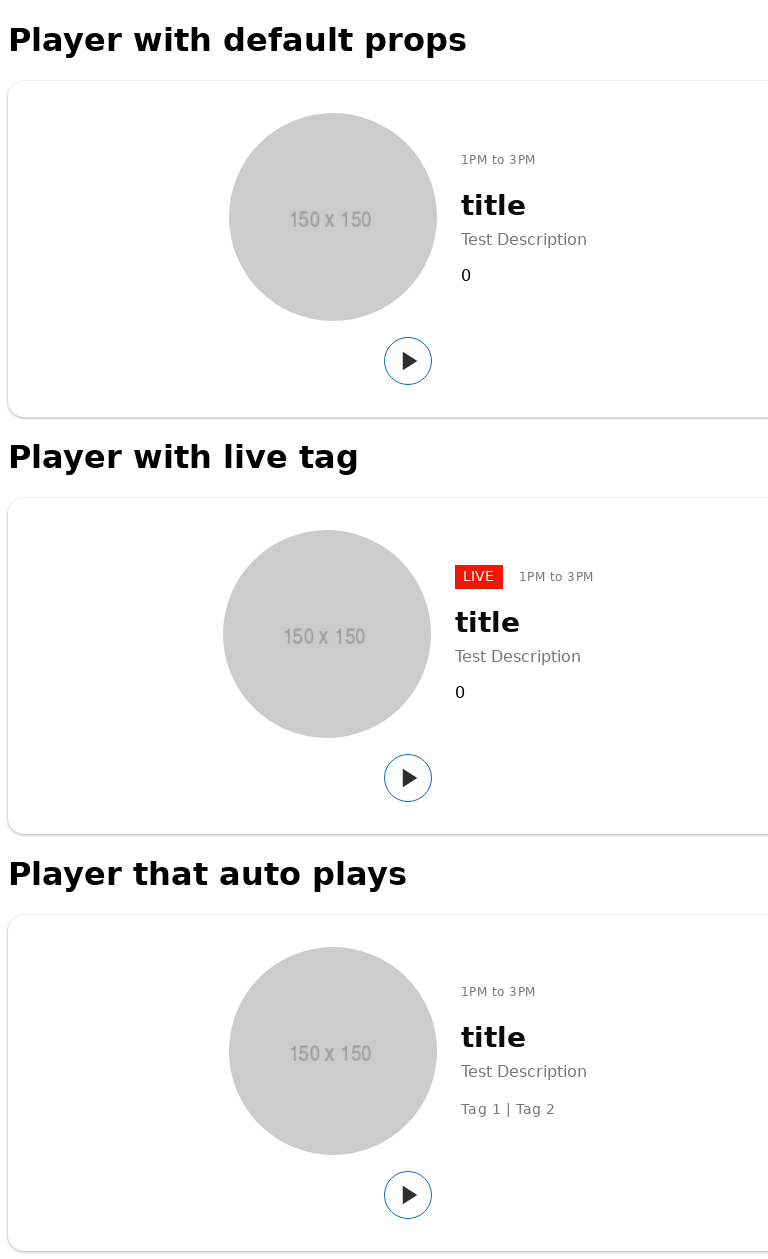 Player with default props
150 x 150
1PM to 3PM
title
Test Description
0
Player with live tag
150 x 150
LIVE 1PM to 3PM
title
Test Description
0
Player that auto plays
150 x 150
1PM to 3PM
title
Test Description
Tag 1 | Tag 2